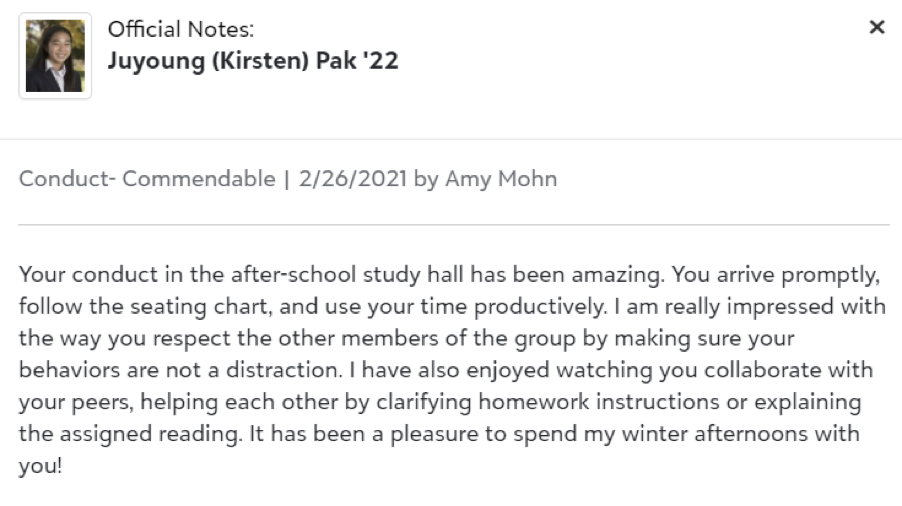 Official Notes:
Juyoung (Kirsten) Pak '22
×
Conduct- Commendable | 2/26/2021 by Amy Mohn
Your conduct in the after-school study hall has been amazing. You arrive promptly,
follow the seating chart, and use your time productively. I am really impressed with
the way you respect the other members of the group by making sure your
behaviors are not a distraction. I have also enjoyed watching you collaborate with
your peers, helping each other by clarifying homework instructions or explaining
the assigned reading. It has been a pleasure to spend my winter afternoons with
you!